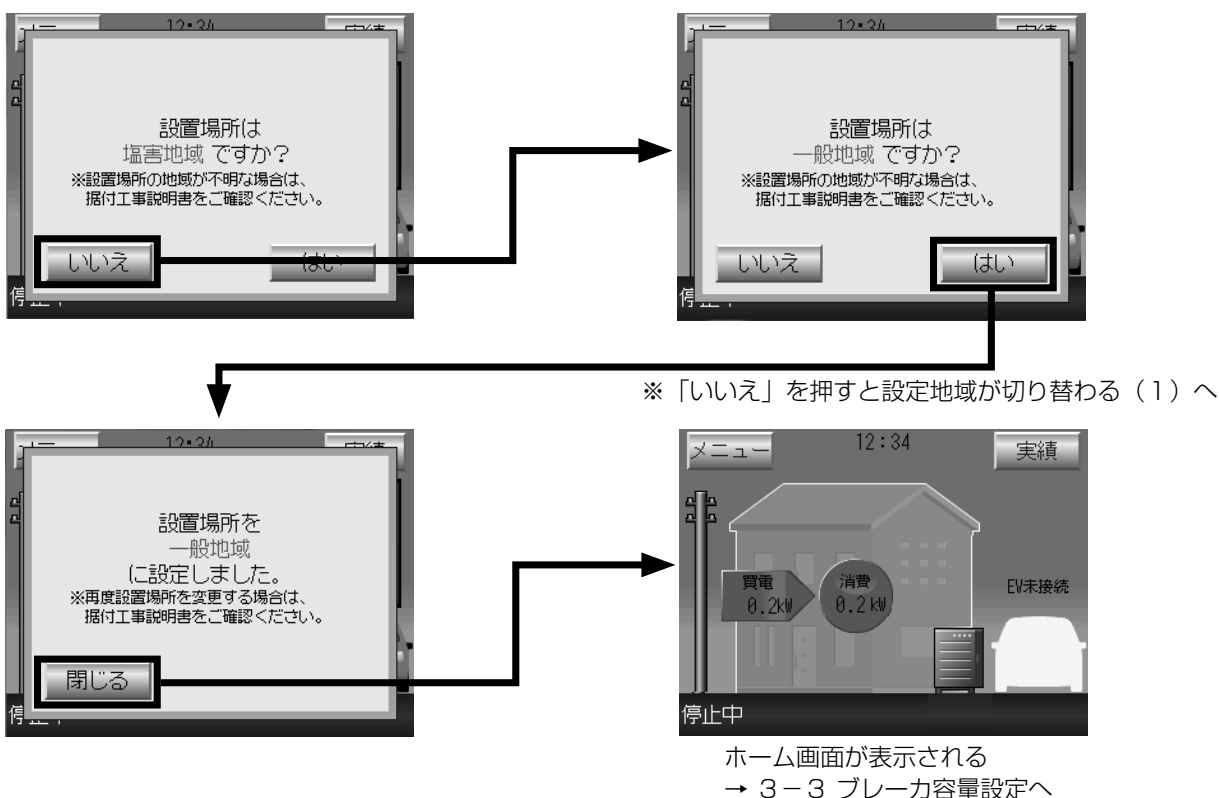 12:34
設置場所は
塩害地域 ですか？
※設置場所の地域が不明な場合は、
据付工事説明書をご確認ください。
いいえ
はい
12:34
設置場所は
一般地域 ですか？
※設置場所の地域が不明な場合は、
据付工事説明書をご確認ください。
いいえ
はい
※「いいえ」を押すと設定地域が切り替わる（１）へ
12:34
設置場所を
一般地域
に設定しました。
※再度設置場所を変更する場合は、
据付工事説明書をご確認ください。
閉じる
メニュー
12:34
実績
買電
0.2kW
消費
0.2kW
EV未接続
停止中
ホーム画面が表示される
→ ３－３ ブレーカ容量設定へ